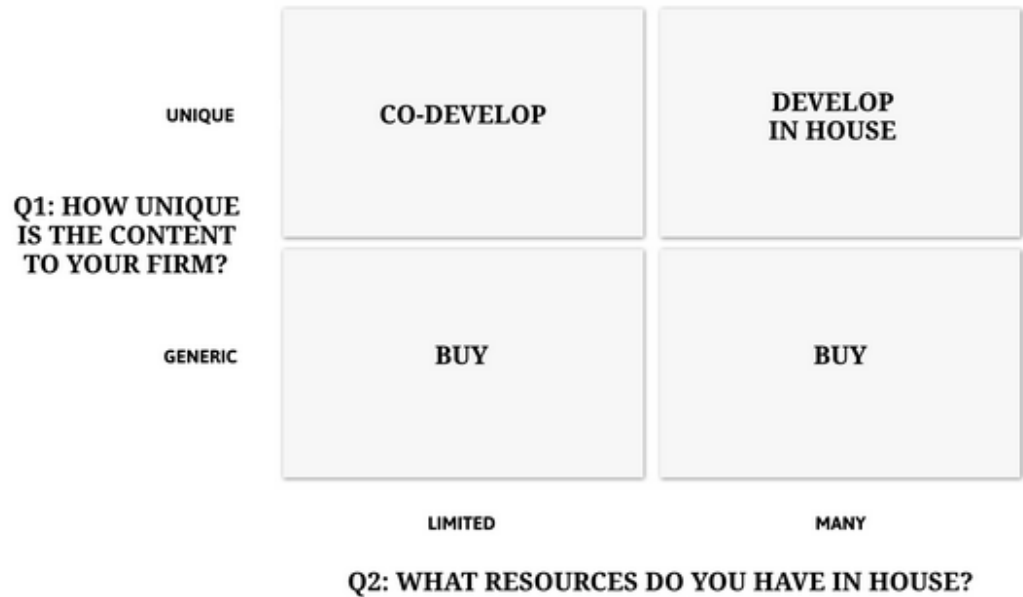 UNIQUE
CO-DEVELOP
DEVELOP
IN HOUSE
Q1: HOW UNIQUE
IS THE CONTENT
TO YOUR FIRM?
GENERIC
BUY
BUY
LIMITED
MANY
Q2: WHAT RESOURCES DO YOU HAVE IN HOUSE?